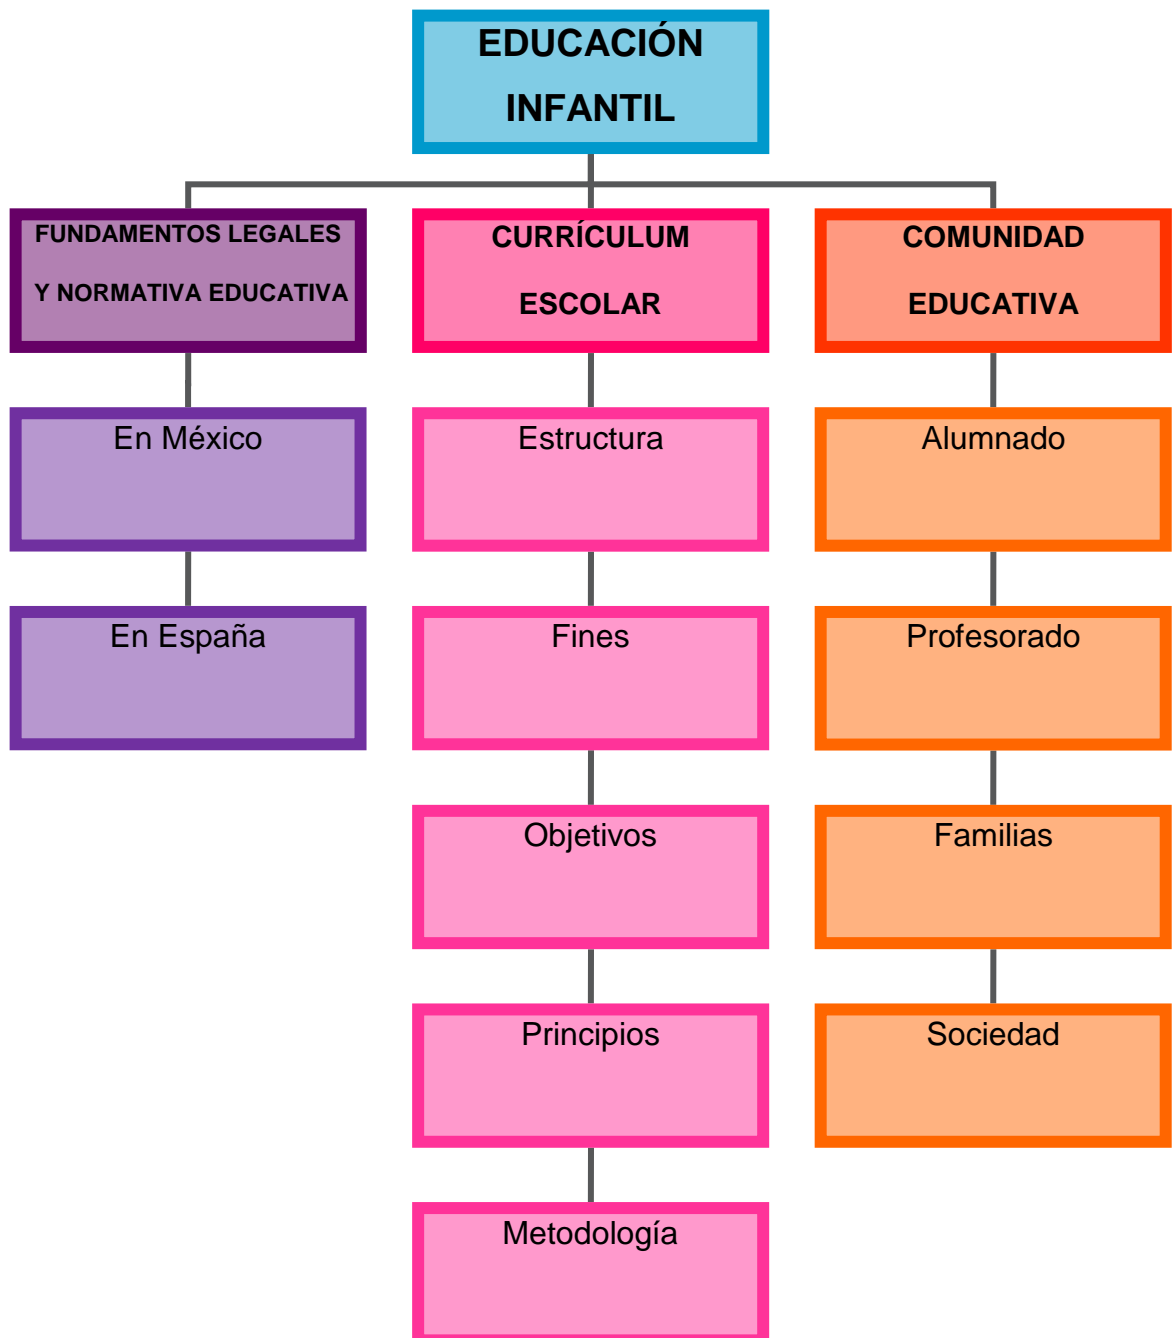 EDUCACIÓN
INFANTIL
FUNDAMENTOS LEGALES
Y NORMATIVA EDUCATIVA
En México
En España
CURRÍCULUM
ESCOLAR
Estructura
Fines
Objetivos
Principios
Metodología
COMUNIDAD
EDUCATIVA
Alumnado
Profesorado
Familias
Sociedad